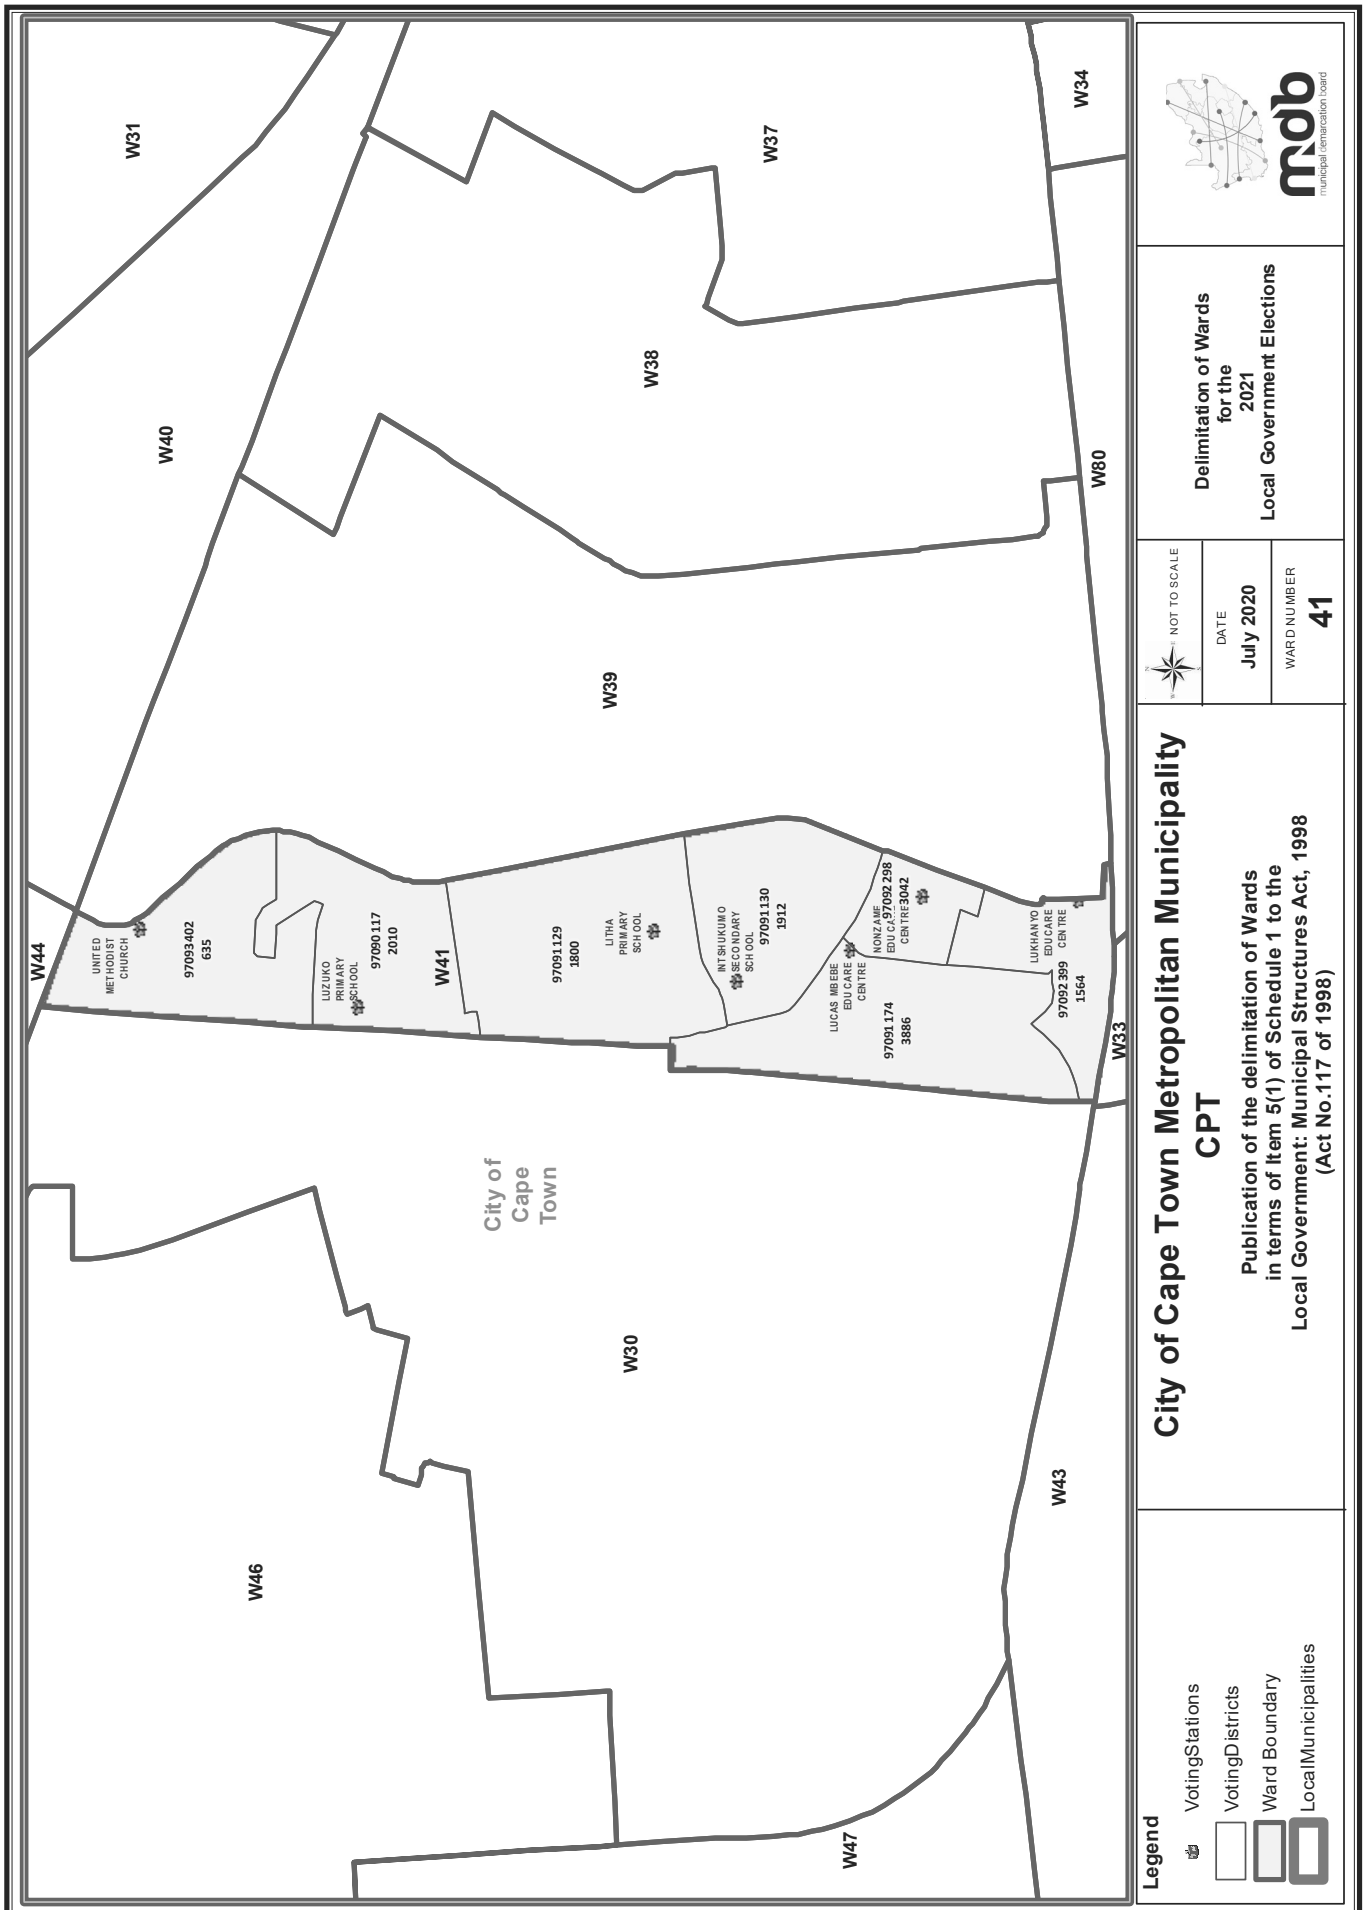 W31
W34
W37
W40
W38
W80
W39
W44
UNITED
METHODIST
CHURCH
97093402
635
LUZUKO
PRIMARY
SCHOOL
97090117
2010
W41
97091129
1800
LITHA
PRIMARY
SCHOOL
INTSHUKUMO
SECONDARY
SCHOOL
97091130
1912
LUCAS MBEBE
EDUCARE
CENTRE
97091174
3886
NONZAME
EDUCA
CENTRE
97092298
3042
LUKHANYO
EDUCARE
CENTRE
97092399
1564
W33
City of
Cape
Town
W30
W46
W43
W47
Legend
VotingStations
VotingDistricts
Ward Boundary
LocalMunicipalities
City of Cape Town Metropolitan Municipality
CPT
Publication of the delimitation of Wards
in terms of Item 5(1) of Schedule 1 to the
Local Government: Municipal Structures Act, 1998
(Act No.117 of 1998)
N
E
S
W
NOT TO SCALE
DATE
July 2020
WARD NUMBER
41
Delimitation of Wards
for the
2021
Local Government Elections
mdb
municipal demarcation board